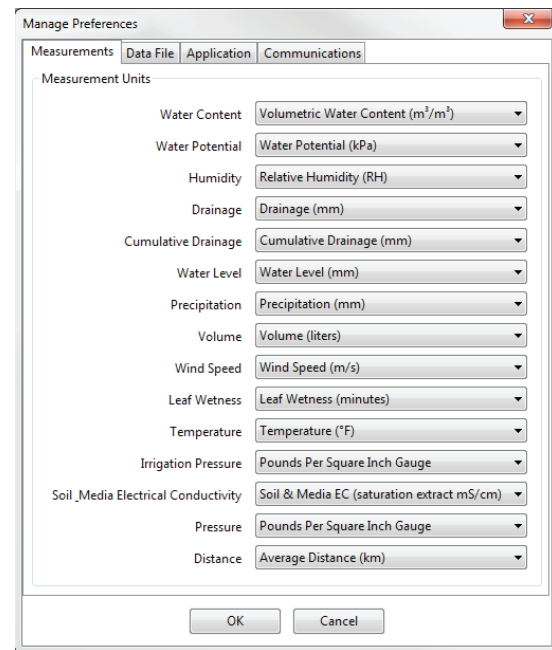 Manage Preferences
Measurements Data File Application Communications
Measurement Units
Water Content Volumetric Water Content (m³/m³)
Water Potential Water Potential (kPa)
Humidity Relative Humidity (RH)
Drainage Drainage (mm)
Cumulative Drainage Cumulative Drainage (mm)
Water Level Water Level (mm)
Precipitation Precipitation (mm)
Volume Volume (liters)
Wind Speed Wind Speed (m/s)
Leaf Wetness Leaf Wetness (minutes)
Temperature Temperature (°F)
Irrigation Pressure Pounds Per Square Inch Gauge
Soil_Media Electrical Conductivity Soil & Media EC (saturation extract mS/cm)
Pressure Pounds Per Square Inch Gauge
Distance Average Distance (km)
OK Cancel